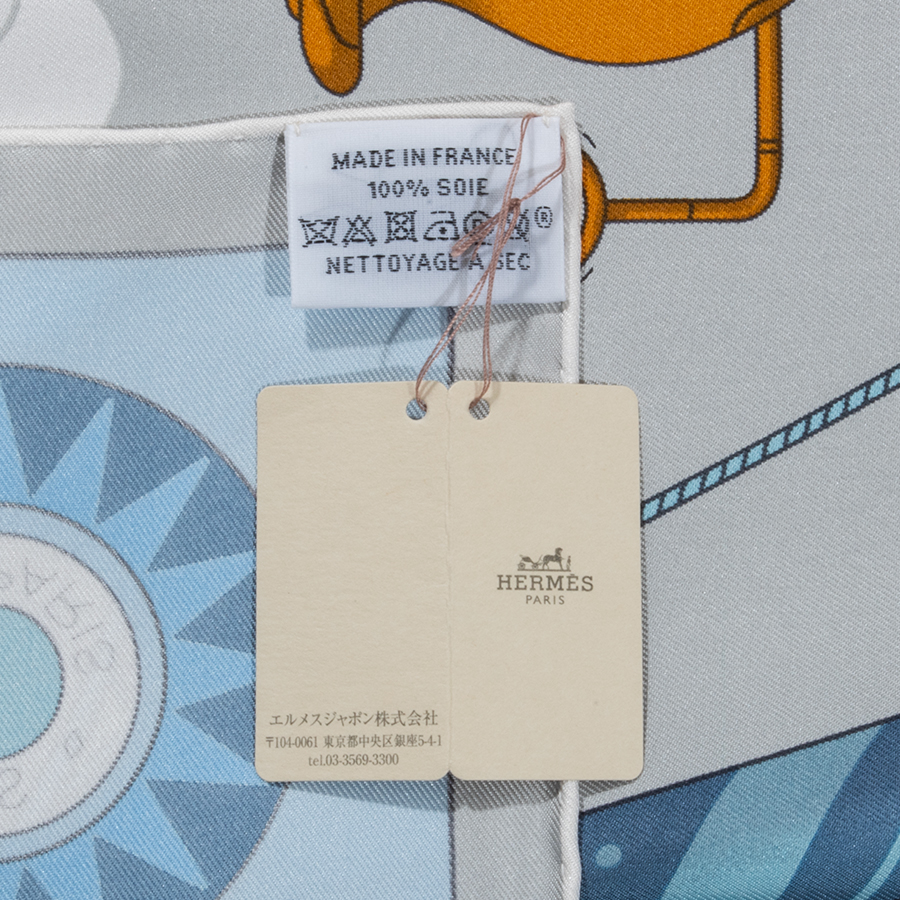 MADE IN FRANCE
100% SOIE
®
NETTOYAGE A SEC
HERMÈS
PARIS
エルメスジャポン株式会社
〒104-0061 東京都中央区銀座5-4-1
tel.03-3569-3300